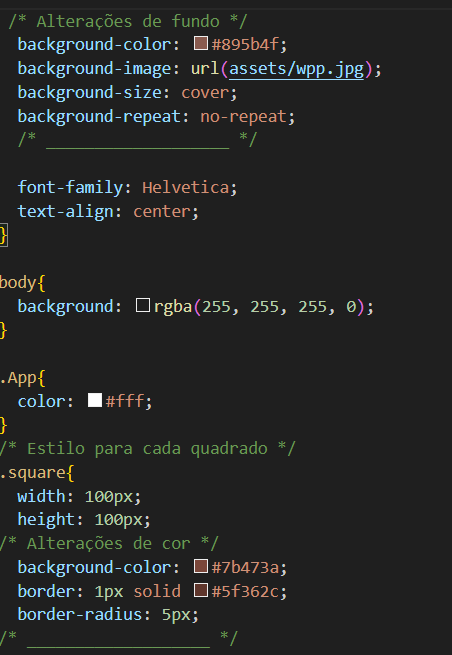 /* Alterações de fundo */
background-color: #895b4f;
background-image: url(assets/wpp.jpg);
background-size: cover;
background-repeat: no-repeat;
/* __________________ */
font-family: Helvetica;
text-align: center;
}
body{
background: rgba(255, 255, 255, 0);
}
.App{
color: #fff;
}
/* Estilo para cada quadrado */
.square{
width: 100px;
height: 100px;
/* Alterações de cor */
background-color: #7b473a;
border: 1px solid #5f362c;
border-radius: 5px;
/* __________________ */